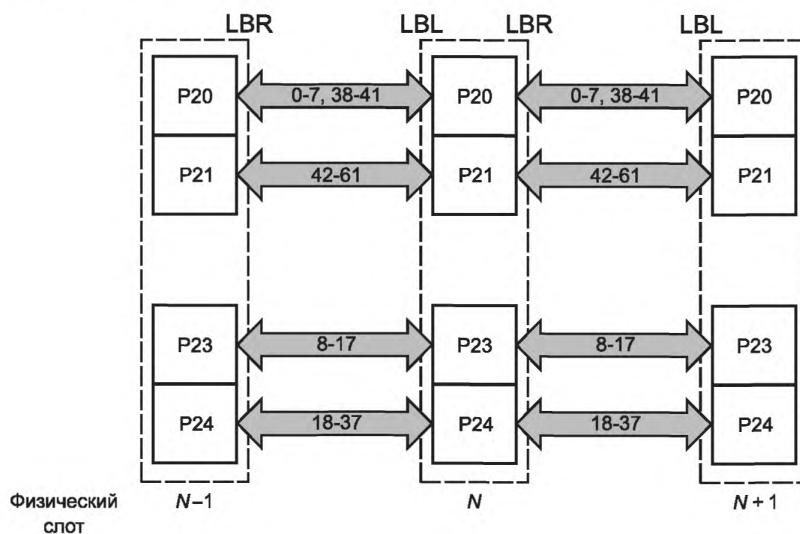 LBR LBL LBR LBL
P20 0-7, 38-41 P20 0-7, 38-41 P20
P21 42-61 P21 42-61 P21
P23 8-17 P23 8-17 P23
P24 18-37 P24 18-37 P24
Физический N–1 N N + 1
слот